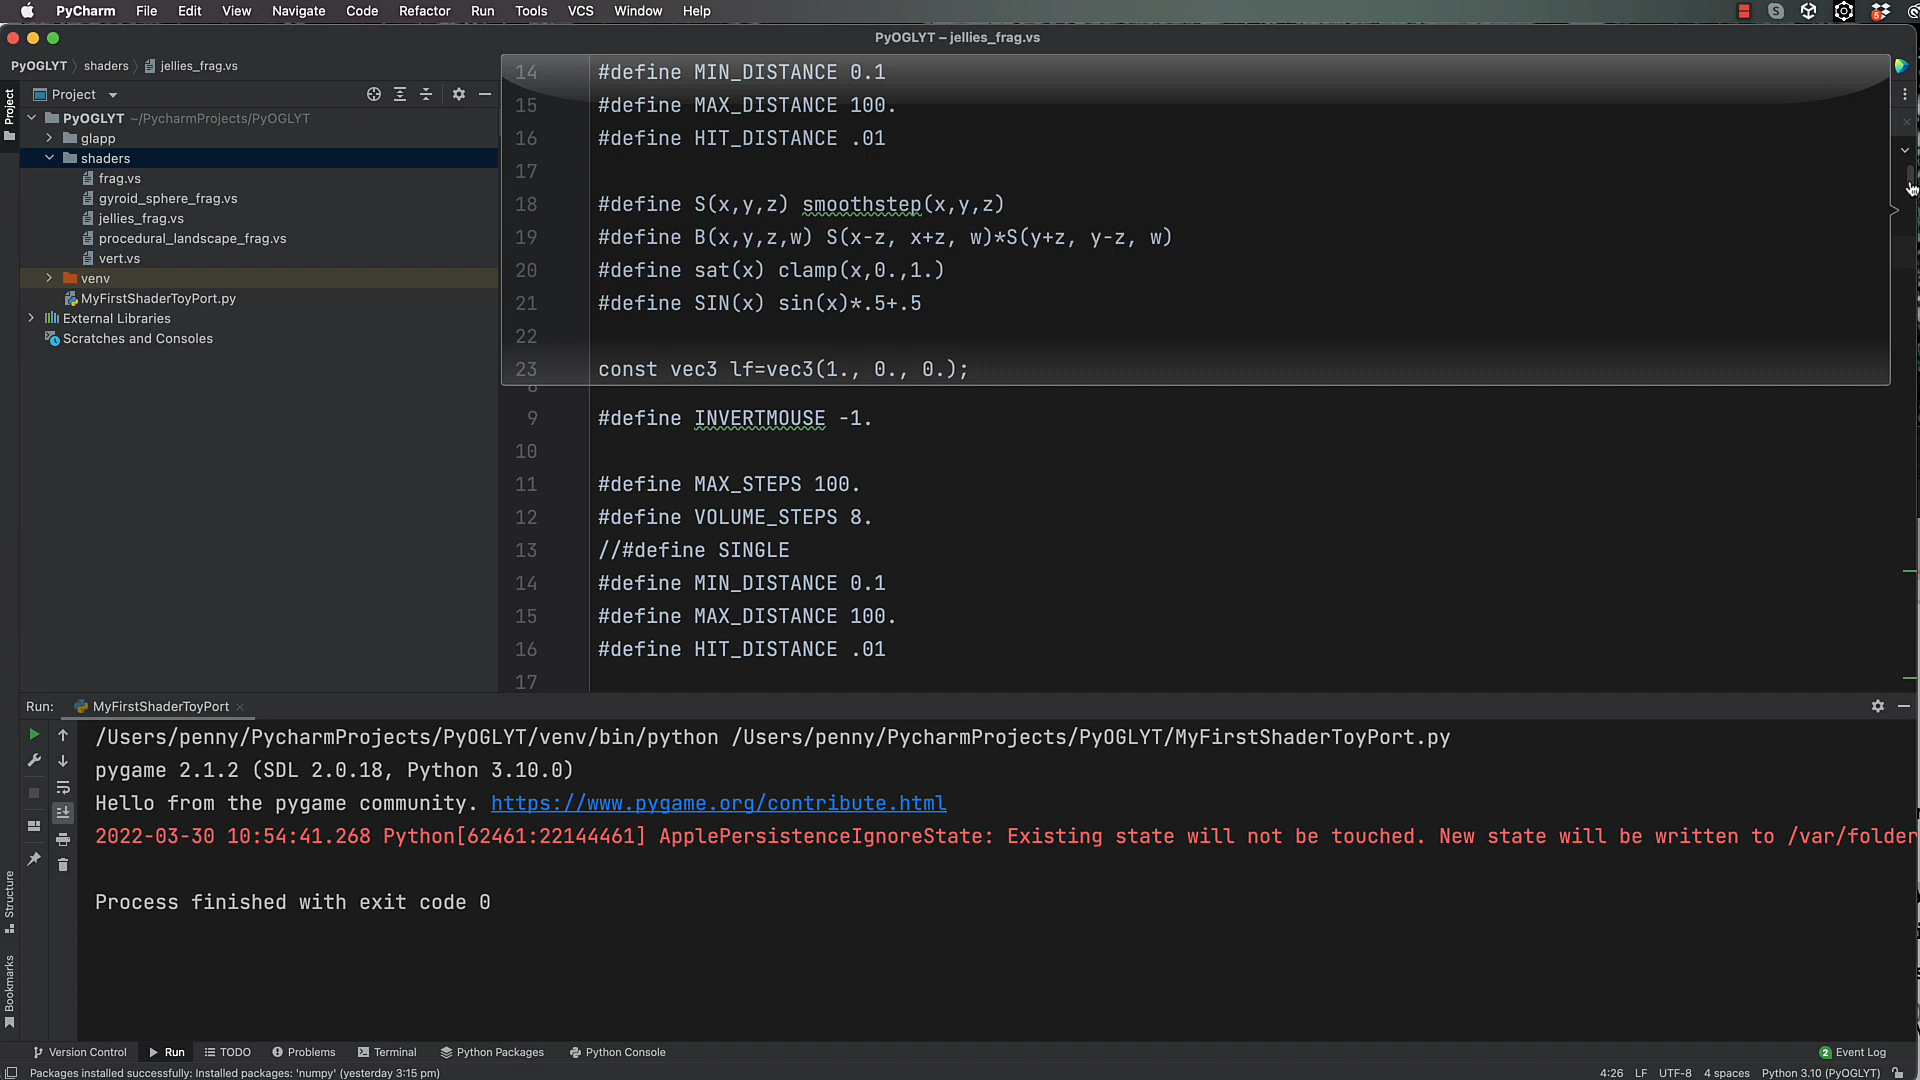 PyCharm File Edit View Navigate Code Refactor Run Tools VCS Window Help
PyOGLYT – jellies_frag.vs
PyOGLYT shaders jellies_frag.vs
Project
Project
PyOGLYT ~/PycharmProjects/PyOGLYT
glapp
shaders
frag.vs
gyroid_sphere_frag.vs
jellies_frag.vs
procedural_landscape_frag.vs
vert.vs
venv
MyFirstShaderToyPort.py
External Libraries
Scratches and Consoles
14 #define MIN_DISTANCE 0.1
15 #define MAX_DISTANCE 100.
16 #define HIT_DISTANCE .01
17
18 #define S(x,y,z) smoothstep(x,y,z)
19 #define B(x,y,z,w) S(x-z, x+z, w)*S(y+z, y-z, w)
20 #define sat(x) clamp(x,0.,1.)
21 #define SIN(x) sin(x)*.5+.5
22
23 const vec3 lf=vec3(1., 0., 0.);
8
9 #define INVERTMOUSE -1.
10
11 #define MAX_STEPS 100.
12 #define VOLUME_STEPS 8.
13 //#define SINGLE
14 #define MIN_DISTANCE 0.1
15 #define MAX_DISTANCE 100.
16 #define HIT_DISTANCE .01
17
Run: MyFirstShaderToyPort
/Users/penny/PycharmProjects/PyOGLYT/venv/bin/python /Users/penny/PycharmProjects/PyOGLYT/MyFirstShaderToyPort.py
pygame 2.1.2 (SDL 2.0.18, Python 3.10.0)
Hello from the pygame community. https://www.pygame.org/contribute.html
2022-03-30 10:54:41.268 Python[62461:22144461] ApplePersistenceIgnoreState: Existing state will not be touched. New state will be written to /var/folder
Process finished with exit code 0
Structure
Bookmarks
Version Control Run TODO Problems Terminal Python Packages Python Console 2 Event Log
Packages installed successfully: Installed packages: 'numpy' (yesterday 3:15 pm) 4:26 LF UTF-8 4 spaces Python 3.10 (PyOGLYT)